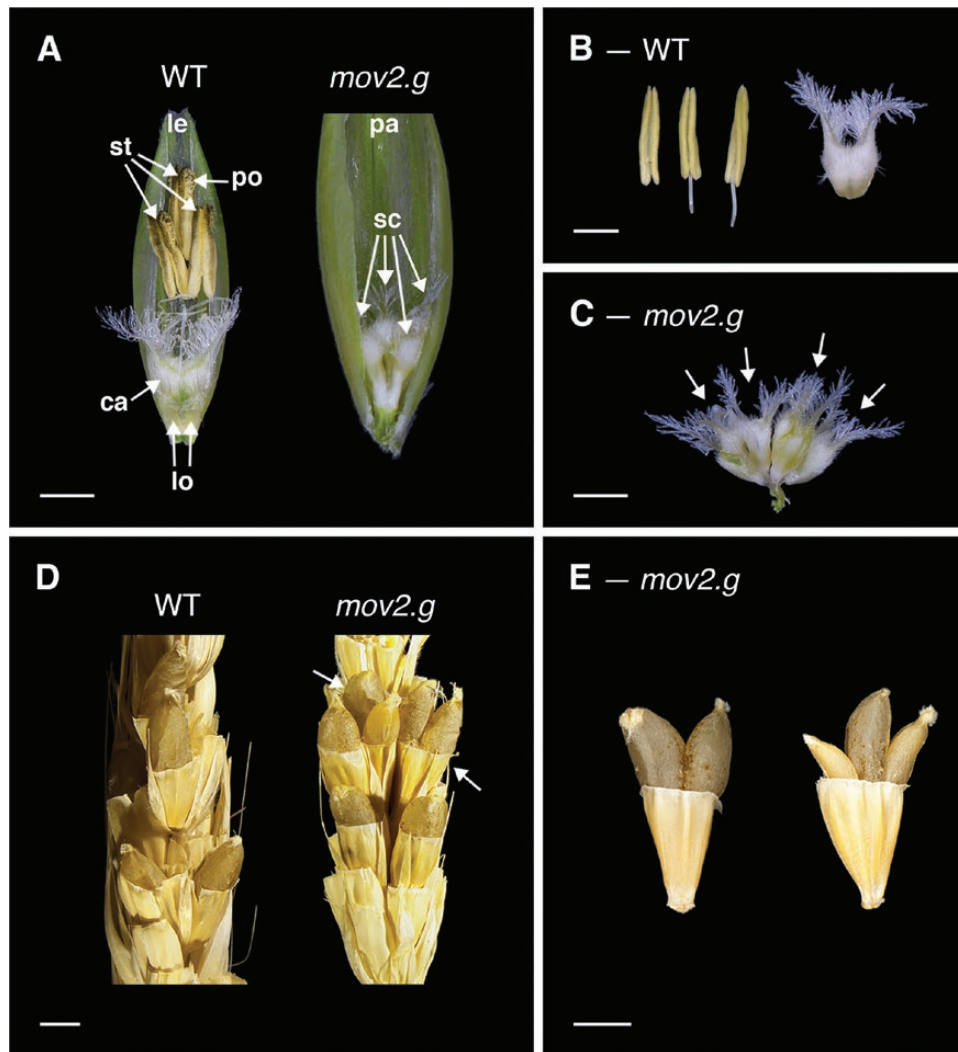 A
WT
mov2.g
le
pa
st
po
sc
ca
lo
B — WT
C — mov2.g
D
WT
mov2.g
E — mov2.g